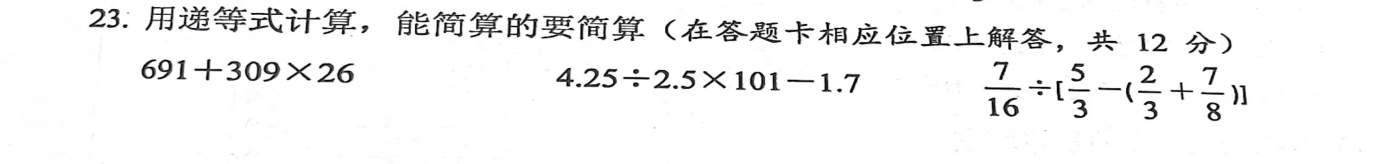 23. 用递等式计算，能简算的要简算（在答题卡相应位置上解答，共 12 分）
691＋309×26 4.25÷2.5×101－1.7 7/16÷[5/3－(2/3＋7/8)]